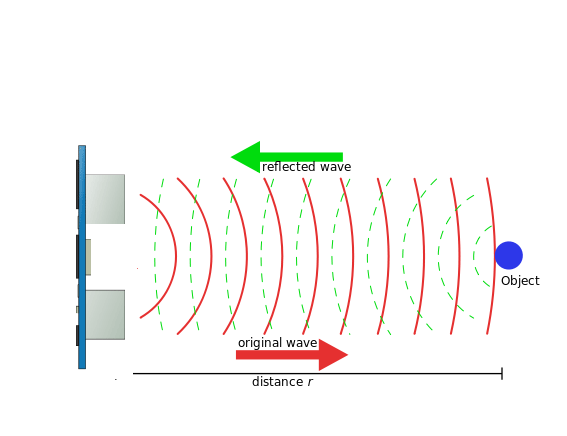 reflected wave
Object
original wave
distance r